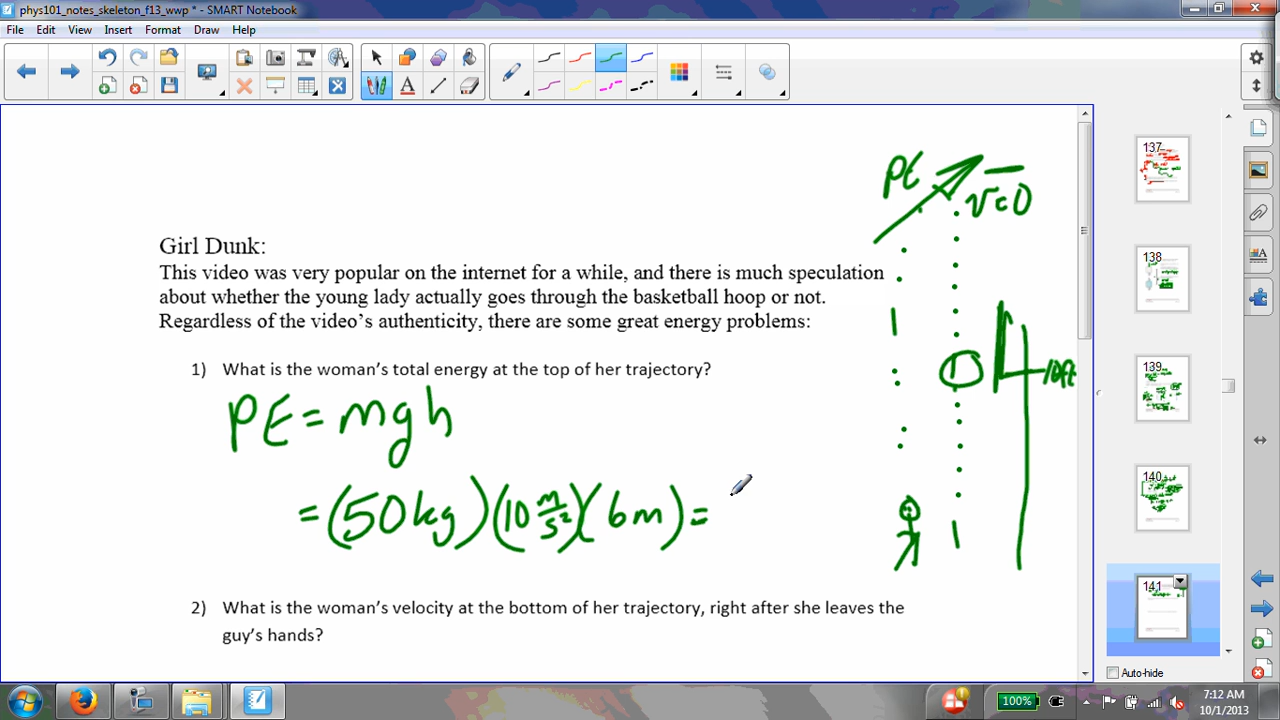 phys101_notes_skeleton_f13_wwp * - SMART Notebook
File Edit View Insert Format Draw Help
Girl Dunk:
This video was very popular on the internet for a while, and there is much speculation
about whether the young lady actually goes through the basketball hoop or not.
Regardless of the video's authenticity, there are some great energy problems:
1) What is the woman's total energy at the top of her trajectory?
PE = mgh
= (50kg)(10 m/s²)(6m) =
2) What is the woman's velocity at the bottom of her trajectory, right after she leaves the
guy's hands?
PE
v=0
10ft
137
138
139
140
141
Auto-hide
100%
7:12 AM
10/1/2013